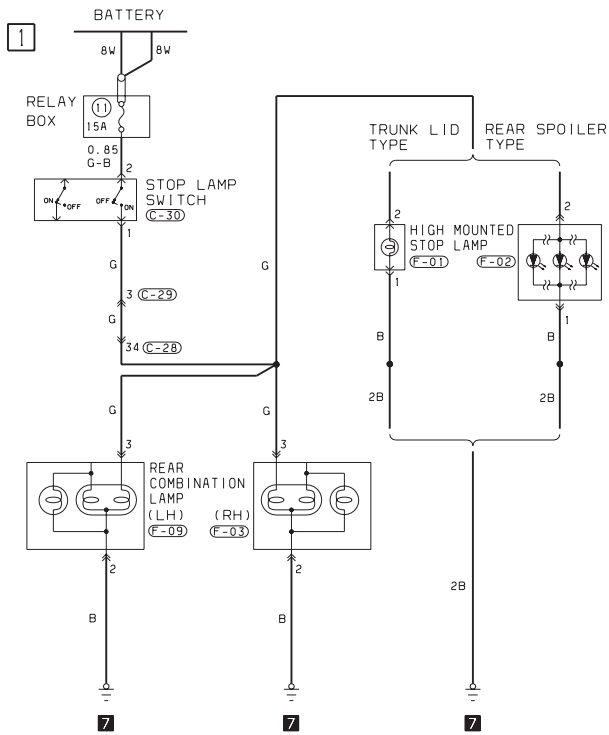 BATTERY
1
8W
8W
RELAY
BOX
11
15A
0.85
G-B
2
ON
OFF
OFF
ON
STOP LAMP
SWITCH
C-30
1
G
3
C-29
G
34
C-28
G
TRUNK LID
TYPE
REAR SPOILER
TYPE
2
2
HIGH MOUNTED
STOP LAMP
F-01
F-02
1
1
B
B
2B
2B
G
G
3
3
REAR
COMBINATION
LAMP
(LH)
(RH)
F-09
F-03
2
2
B
B
2B
7
7
7